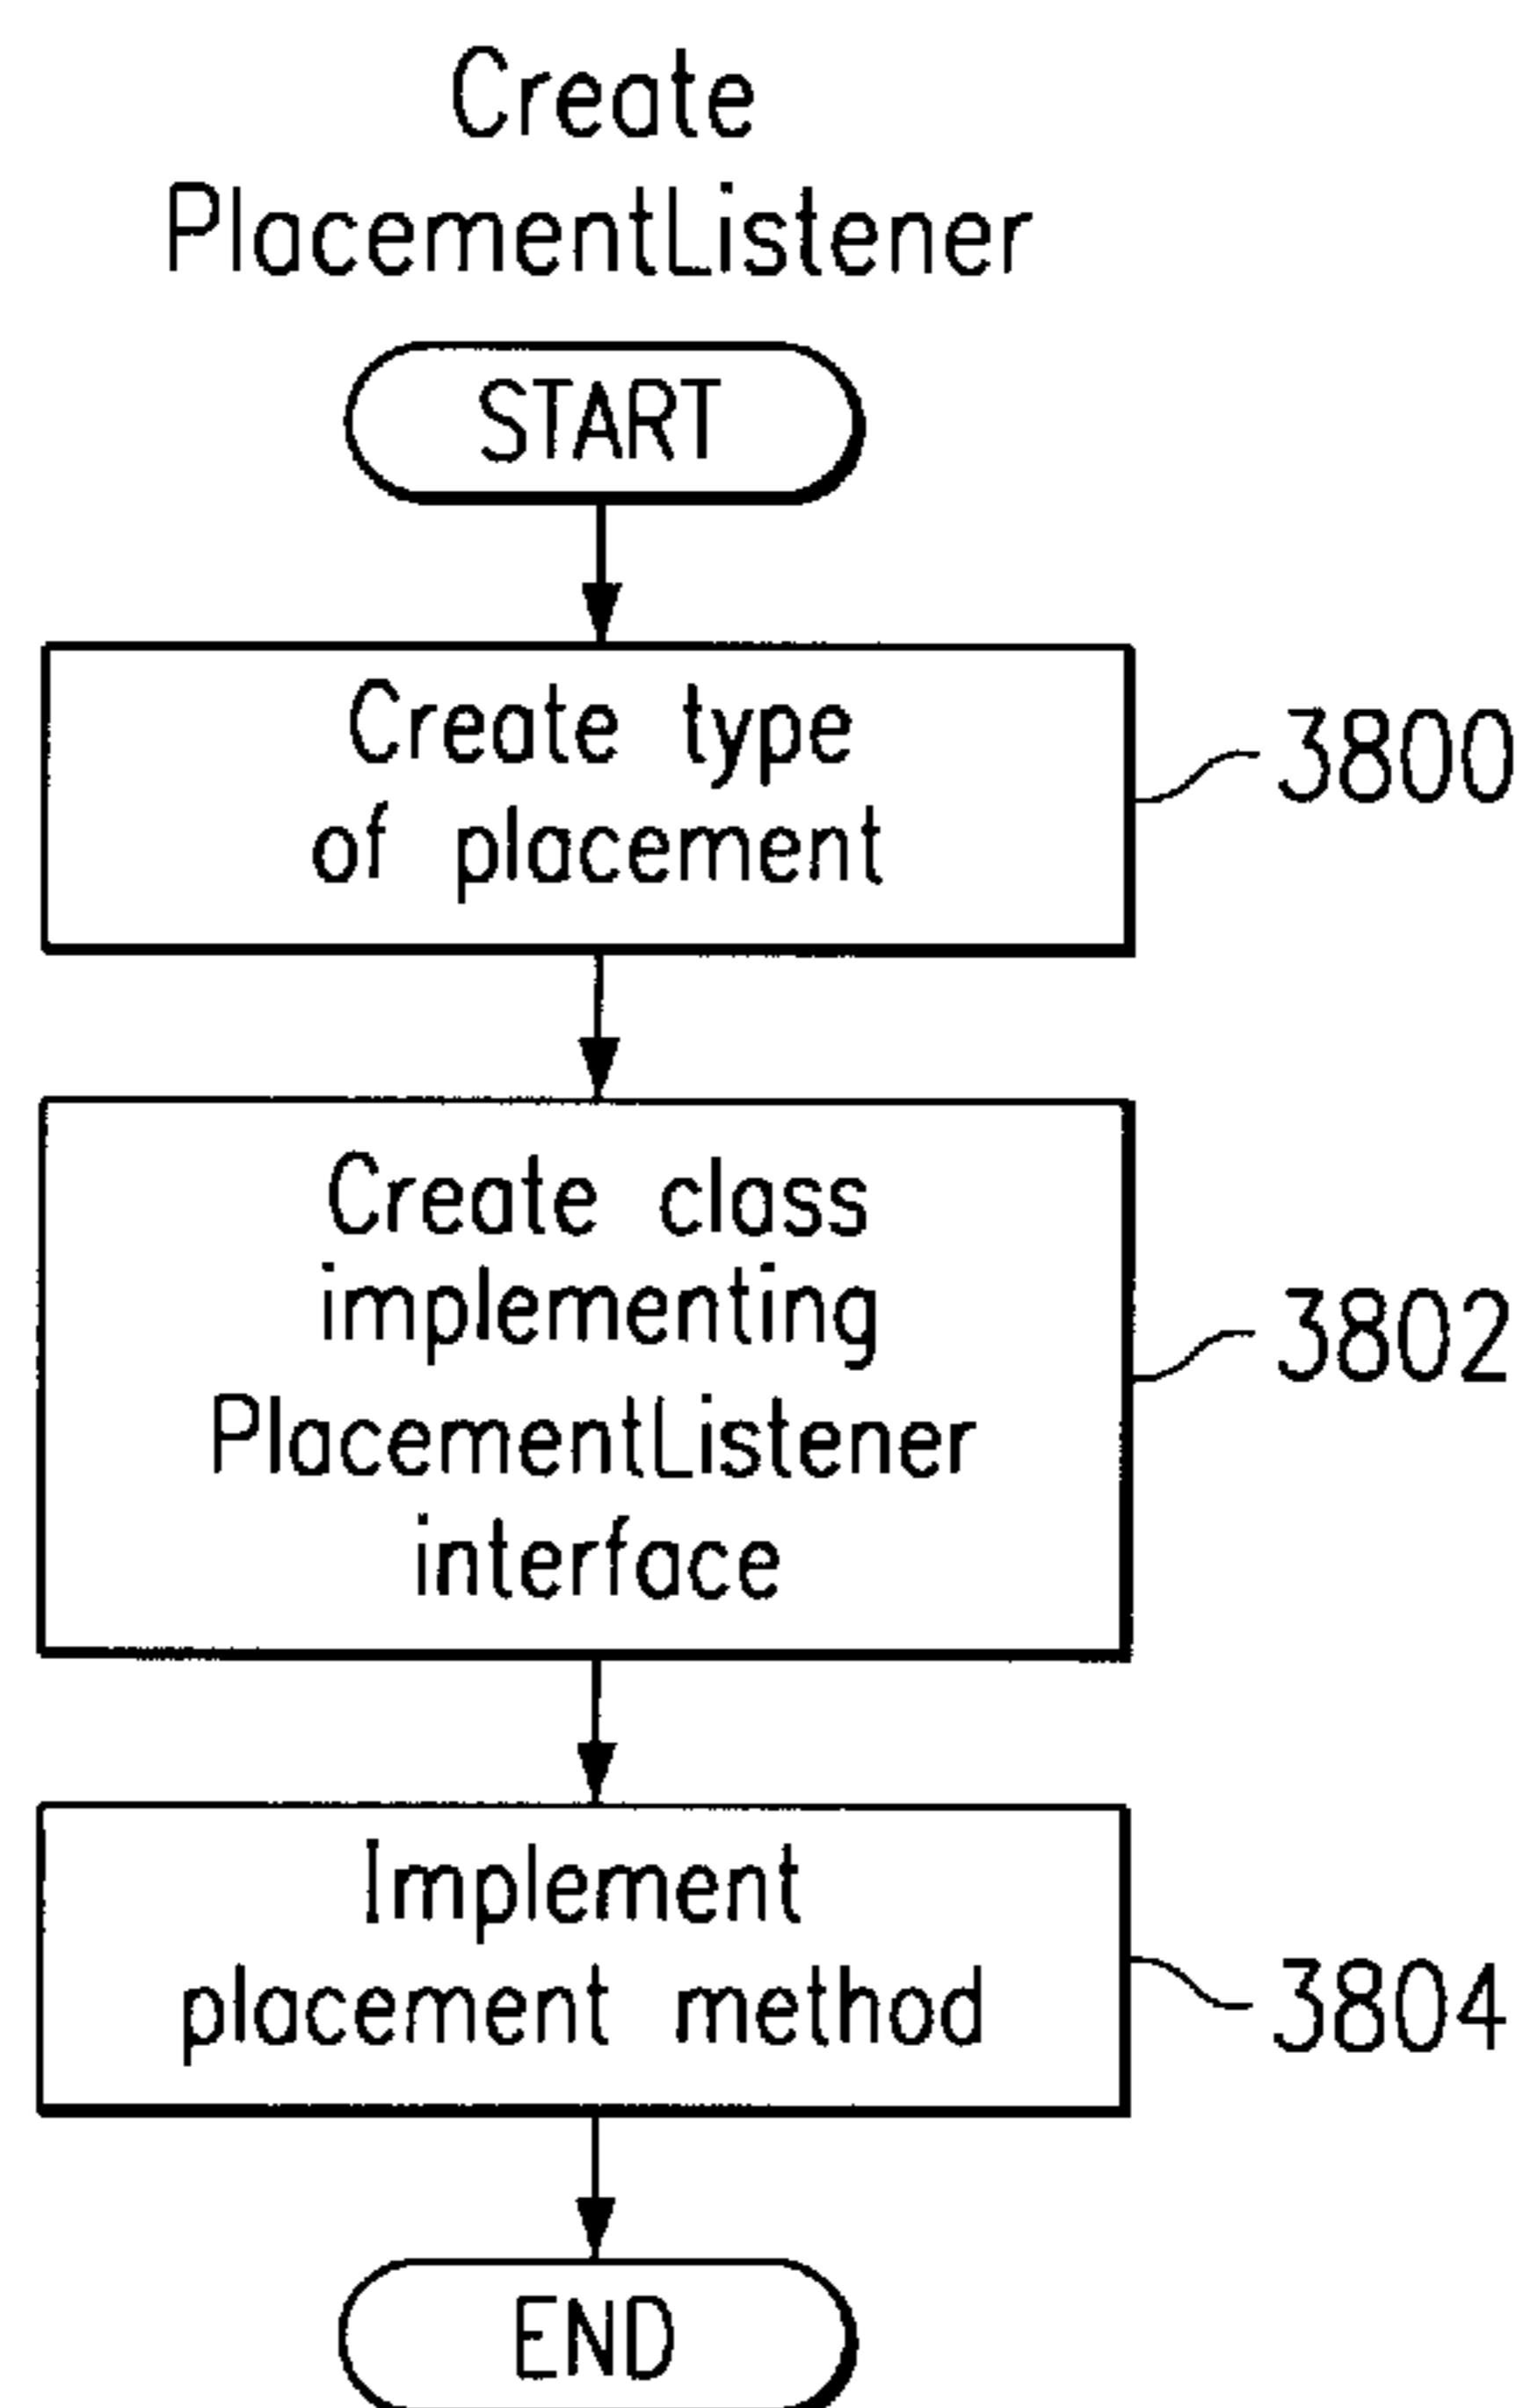 Create
PlacementListener
START
Create type
of placement
3800
Create class
implementing
PlacementListener
interface
3802
Implement
placement method
3804
END